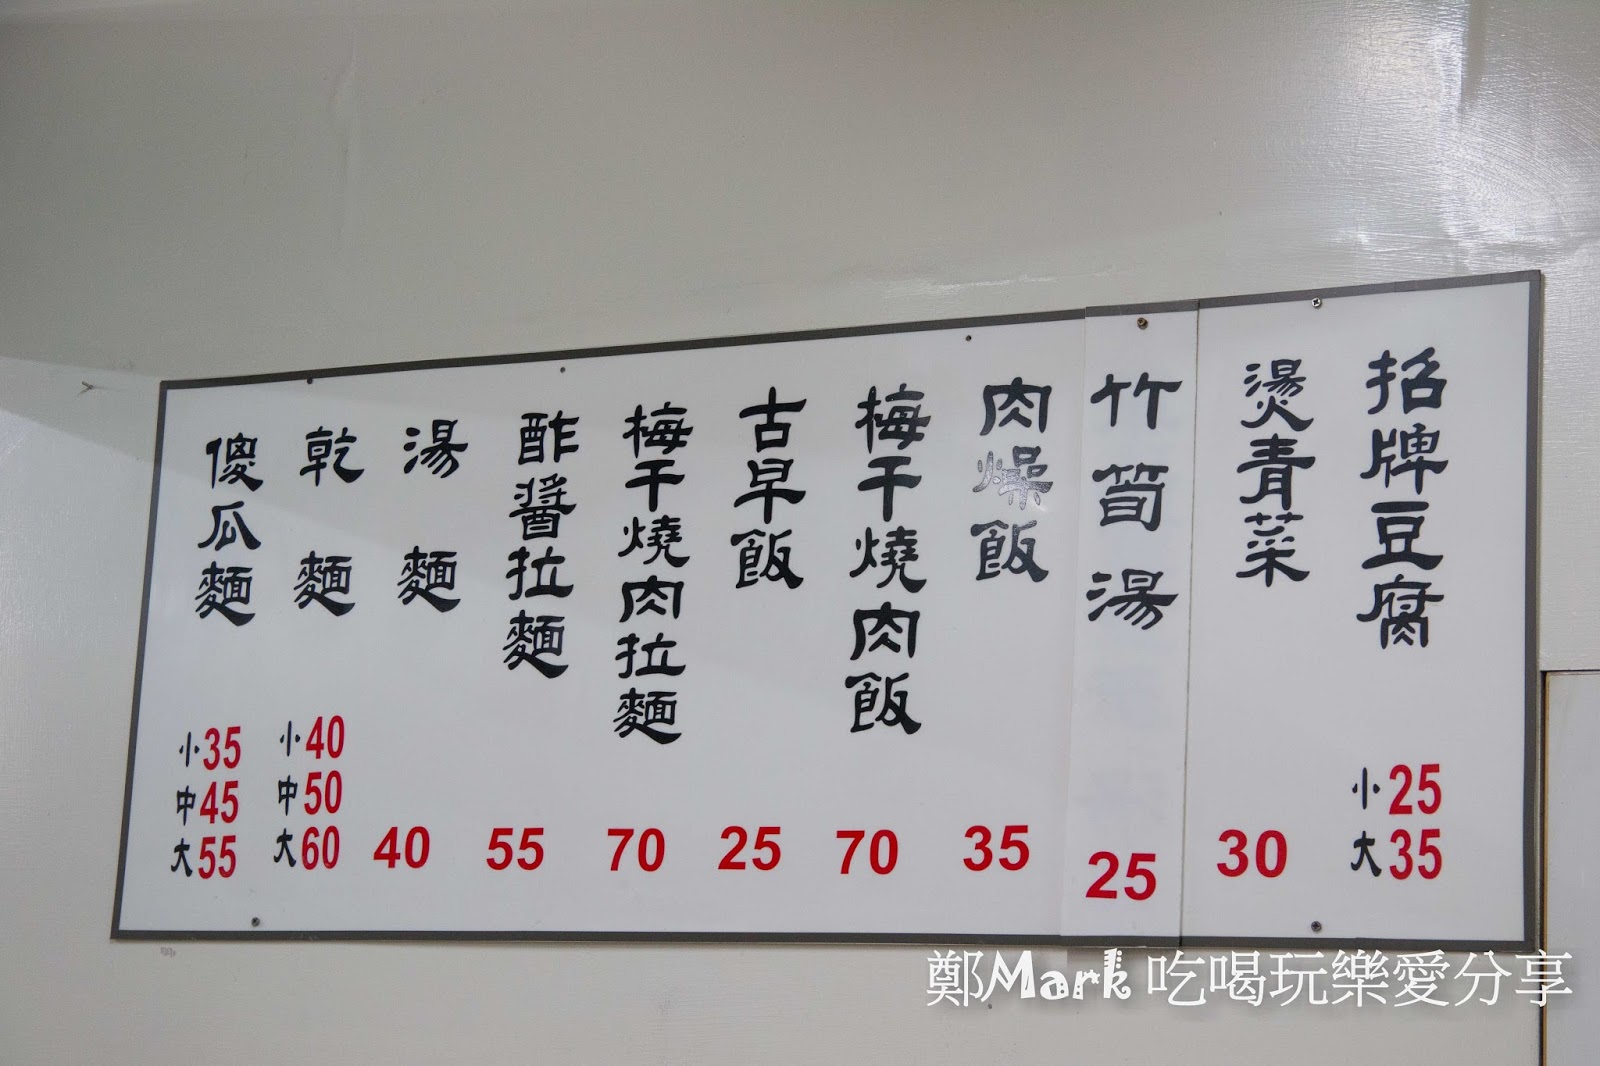 招牌豆腐
小25
大35
燙青菜
30
竹筍湯
25
肉燥飯
35
梅干燒肉飯
70
古早飯
25
梅干燒肉拉麵
70
酢醬拉麵
55
湯麵
40
乾麵
小40
中50
大60
傻瓜麵
小35
中45
大55
鄭Mark 吃喝玩樂愛分享